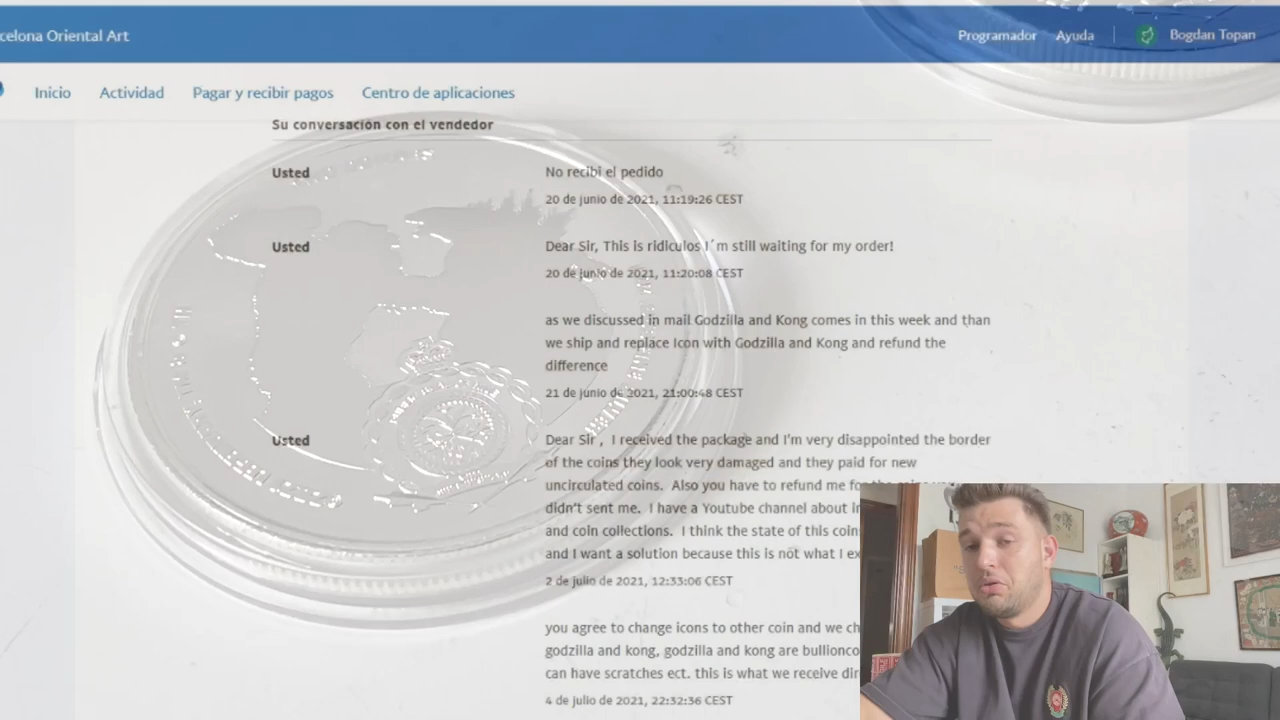 celona Oriental Art
Programador Ayuda Bogdan Topan
Inicio Actividad Pagar y recibir pagos Centro de aplicaciones
Su conversación con el vendedor
Usted No recibí el pedido
20 de junio de 2021, 11:19:26 CEST
Usted Dear Sir, This is ridiculos I´m still waiting for my order!
20 de junio de 2021, 11:20:08 CEST
as we discussed in mail Godzilla and Kong comes in this week and than
we ship and replace Icon with Godzilla and Kong and refund the
difference
21 de junio de 2021, 21:00:48 CEST
Usted Dear Sir , I received the package and I'm very disappointed the border
of the coins they look very damaged and they paid for new
uncirculated coins. Also you have to refund me for the
didn't sent me. I have a Youtube channel about
and coin collections. I think the state of this coin
and I want a solution because this is not what I
2 de julio de 2021, 12:33:06 CEST
you agree to change icons to other coin and we
godzilla and kong, godzilla and kong are
can have scratches ect. this is what we receive
4 de julio de 2021, 22:32:36 CEST